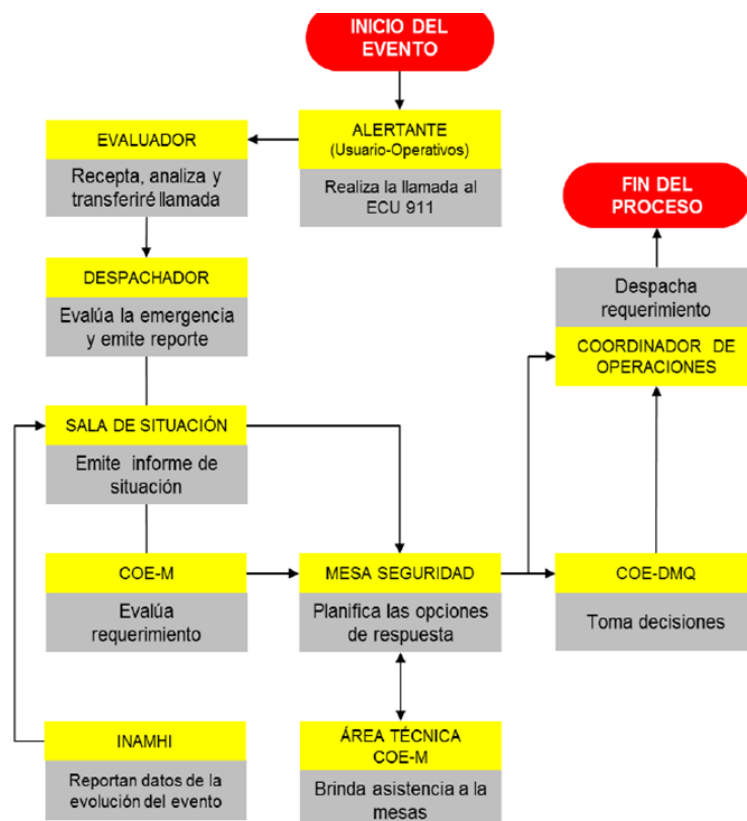 INICIO DEL
EVENTO
ALERTANTE
(Usuario-Operativos)
Realiza la llamada al
ECU 911
EVALUADOR
Recepta, analiza y
transferiré llamada
DESPACHADOR
Evalúa la emergencia
y emite reporte
SALA DE SITUACIÓN
Emite informe de
situación
COE-M
Evalúa
requerimiento
INAMHI
Reportan datos de la
evolución del evento
MESA SEGURIDAD
Planifica las opciones
de respuesta
ÁREA TÉCNICA
COE-M
Brinda asistencia a la
mesas
COE-DMQ
Toma decisiones
FIN DEL
PROCESO
Despacha
requerimiento
COORDINADOR DE
OPERACIONES